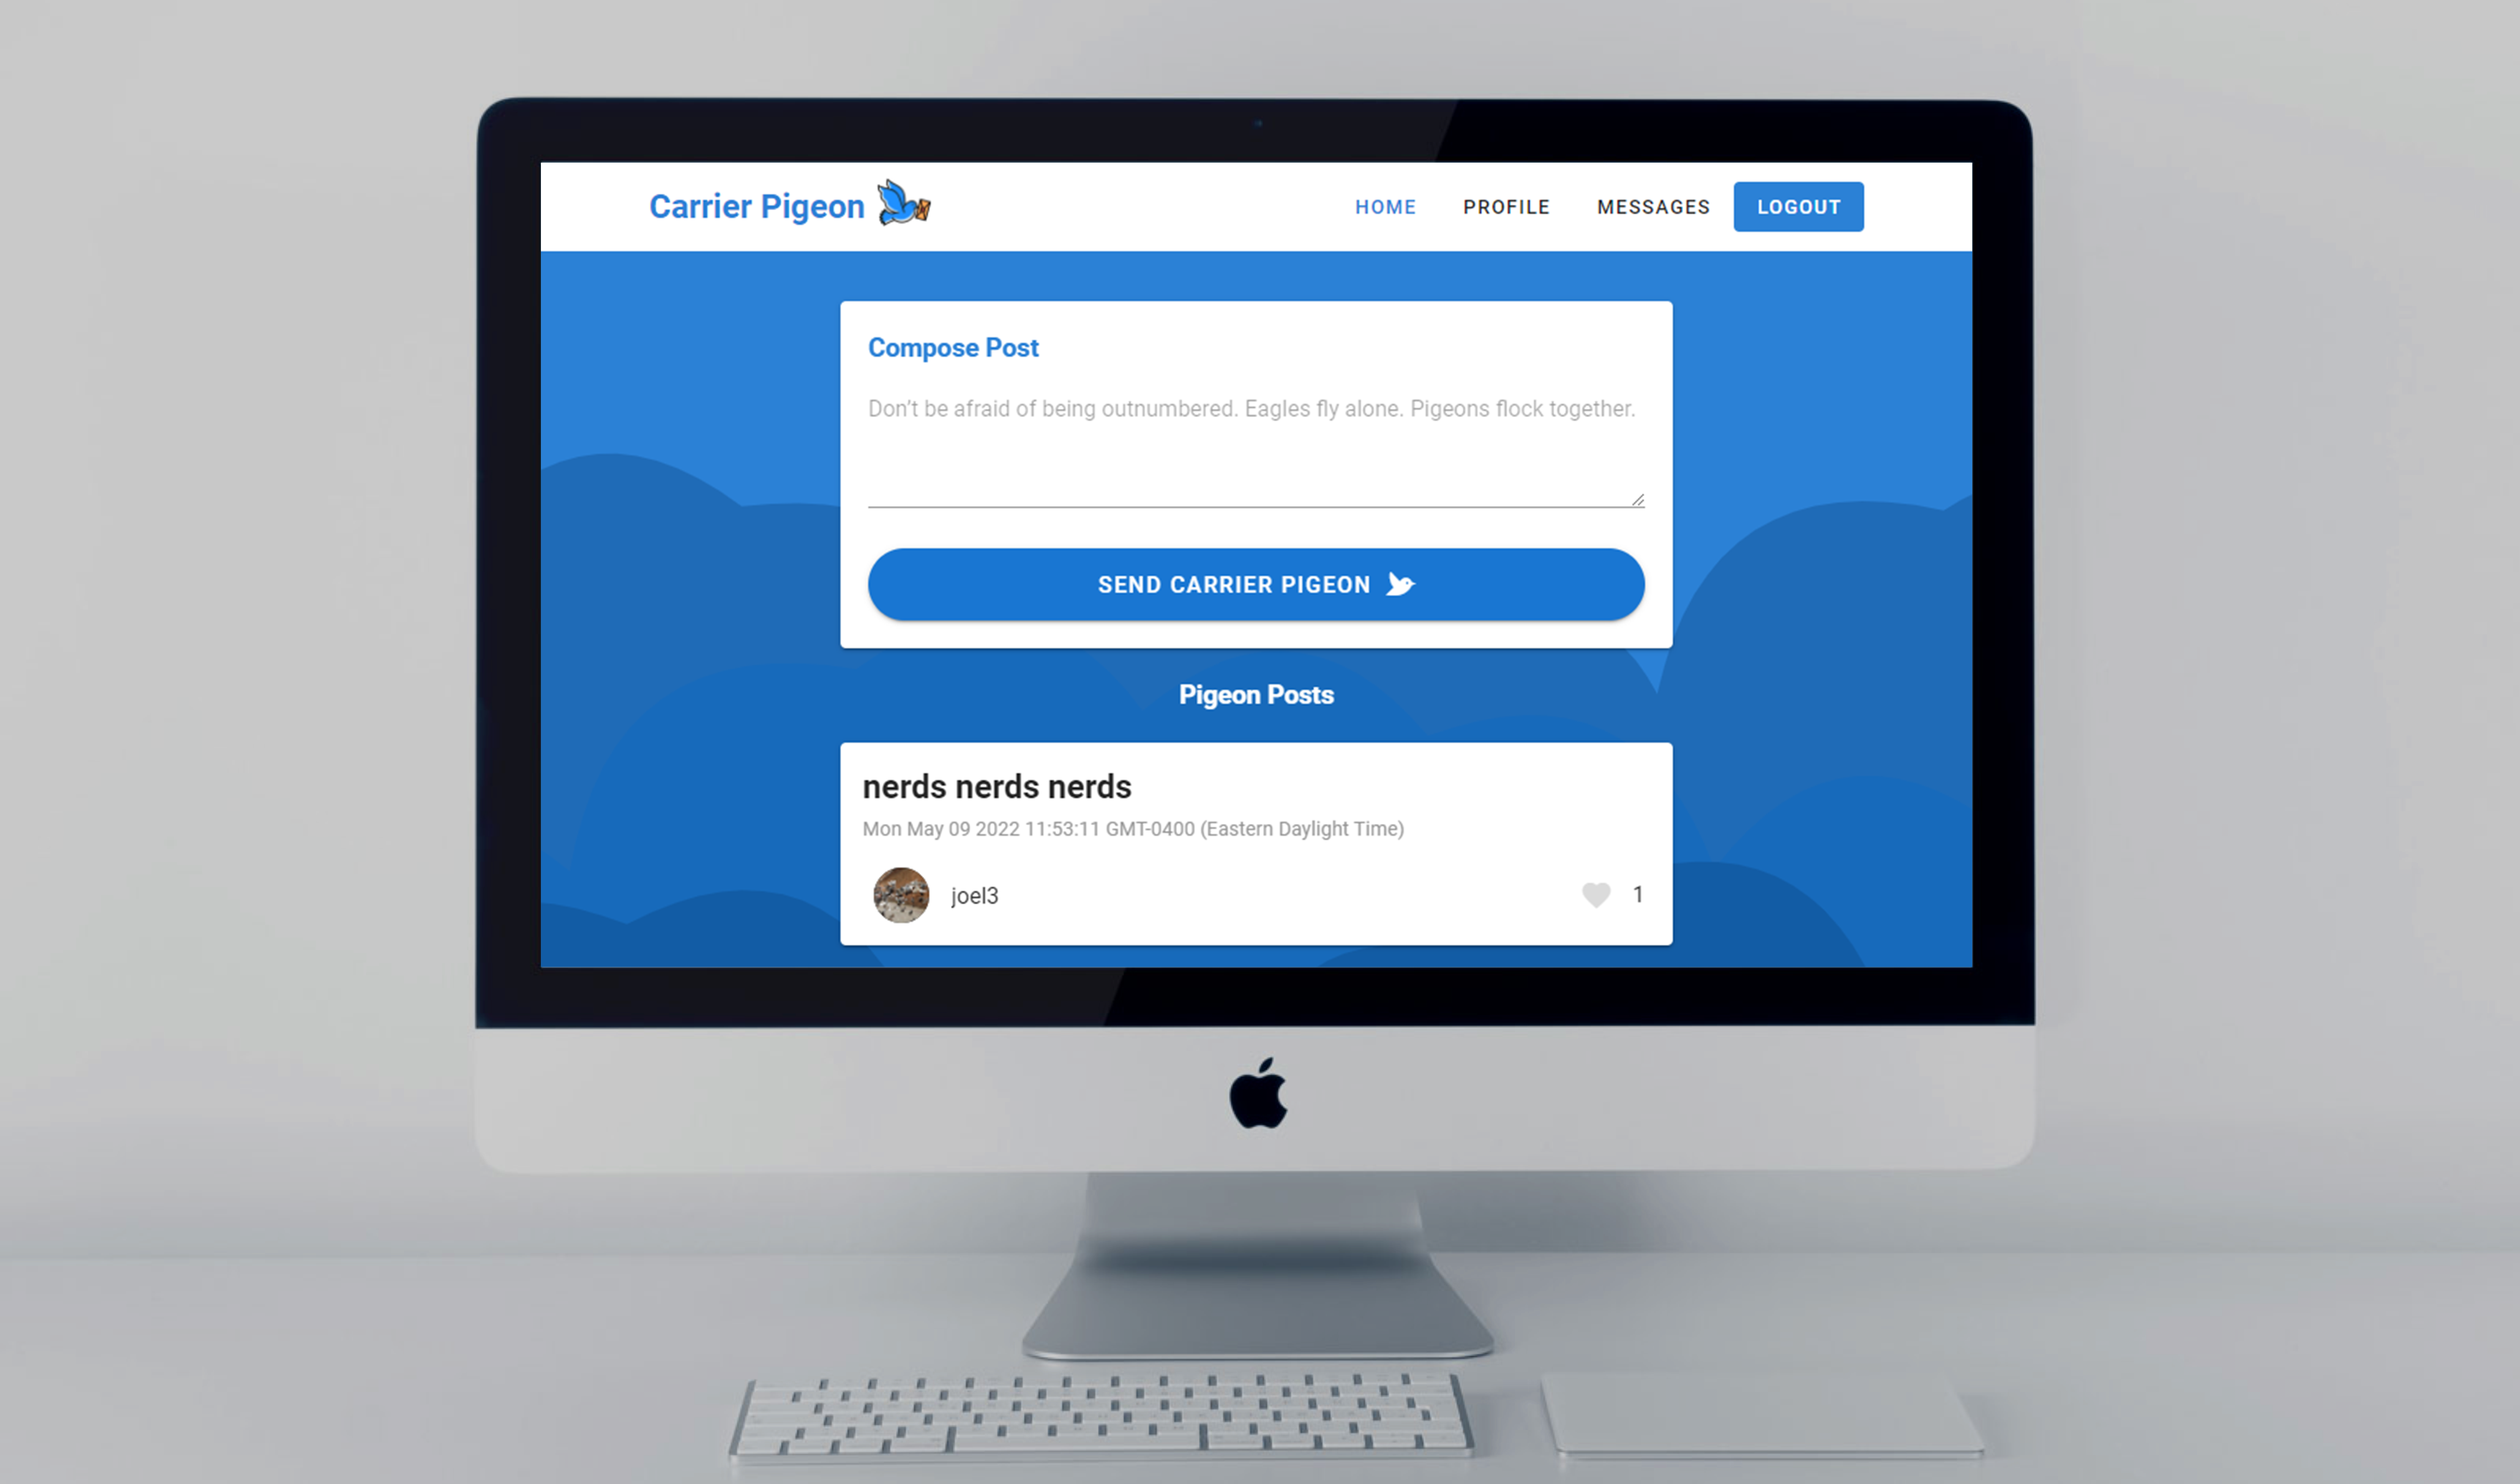 Carrier Pigeon
HOME PROFILE MESSAGES LOGOUT
Compose Post
Don’t be afraid of being outnumbered. Eagles fly alone. Pigeons flock together.
SEND CARRIER PIGEON
Pigeon Posts
nerds nerds nerds
Mon May 09 2022 11:53:11 GMT-0400 (Eastern Daylight Time)
joel3 1